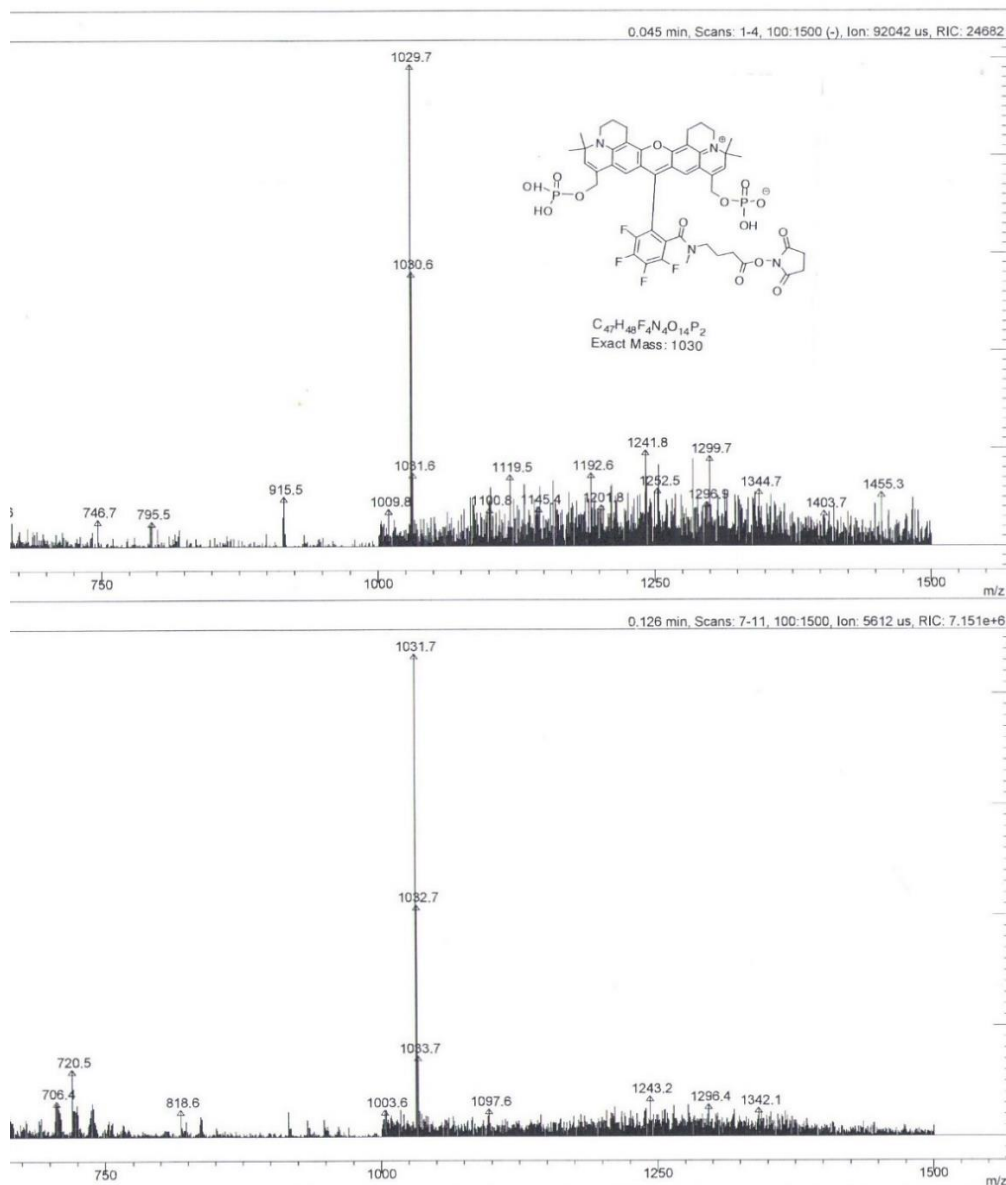 0.045 min, Scans: 1-4, 100:1500 (-), Ion: 92042 us, RIC: 24682
1029.7
N
O
N
⊕
O
OH
P
HO
O
O
O
P
O
⊖
OH
F
F
F
F
O
N
O
O
N
O
O
C47H48F4N4O14P2
Exact Mass: 1030
1030.6
1031.6
746.7
795.5
915.5
1009.8
1119.5
1145.4
1192.6
1241.8
1252.5
1299.7
1296.9
1344.7
1403.7
1455.3
750
1000
1250
1500
m/z
0.126 min, Scans: 7-11, 100:1500, Ion: 5612 us, RIC: 7.151e+6
1031.7
1032.7
1033.7
720.5
706.4
818.6
1003.6
1097.6
1243.2
1296.4
1342.1
750
1000
1250
1500
m/z